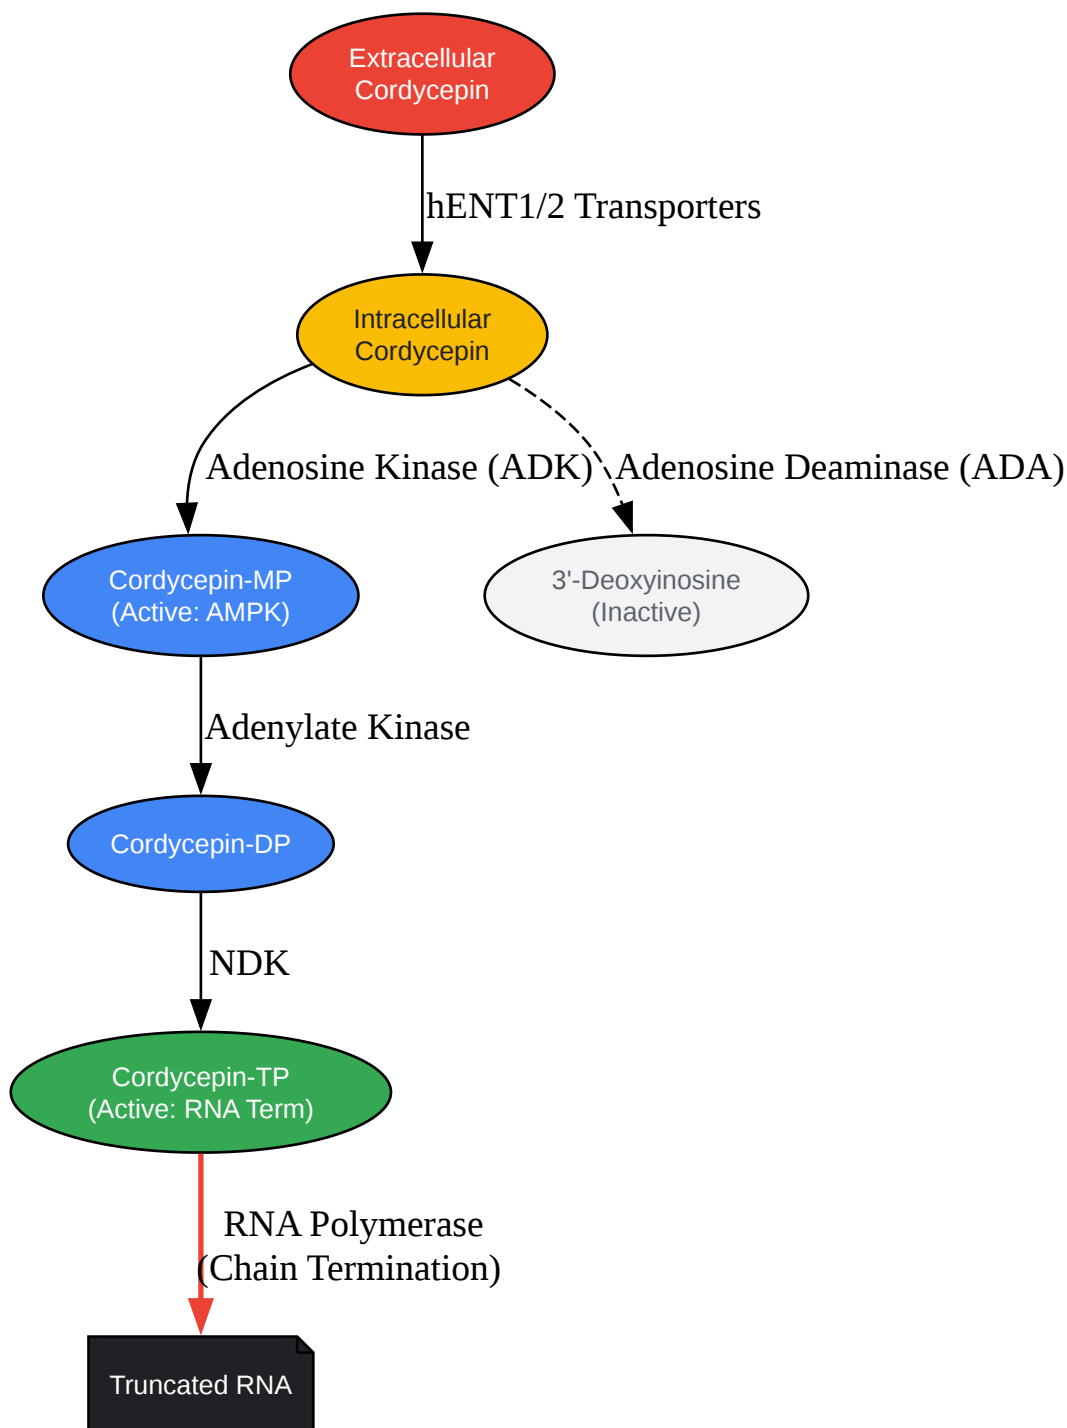 Extracellular
Cordycepin
hENT1/2 Transporters
Intracellular
Cordycepin
Adenosine Kinase (ADK)
Adenosine Deaminase (ADA)
Cordycepin-MP
(Active: AMPK)
3'-Deoxyinosine
(Inactive)
Adenylate Kinase
Cordycepin-DP
NDK
Cordycepin-TP
(Active: RNA Term)
RNA Polymerase
(Chain Termination)
Truncated RNA